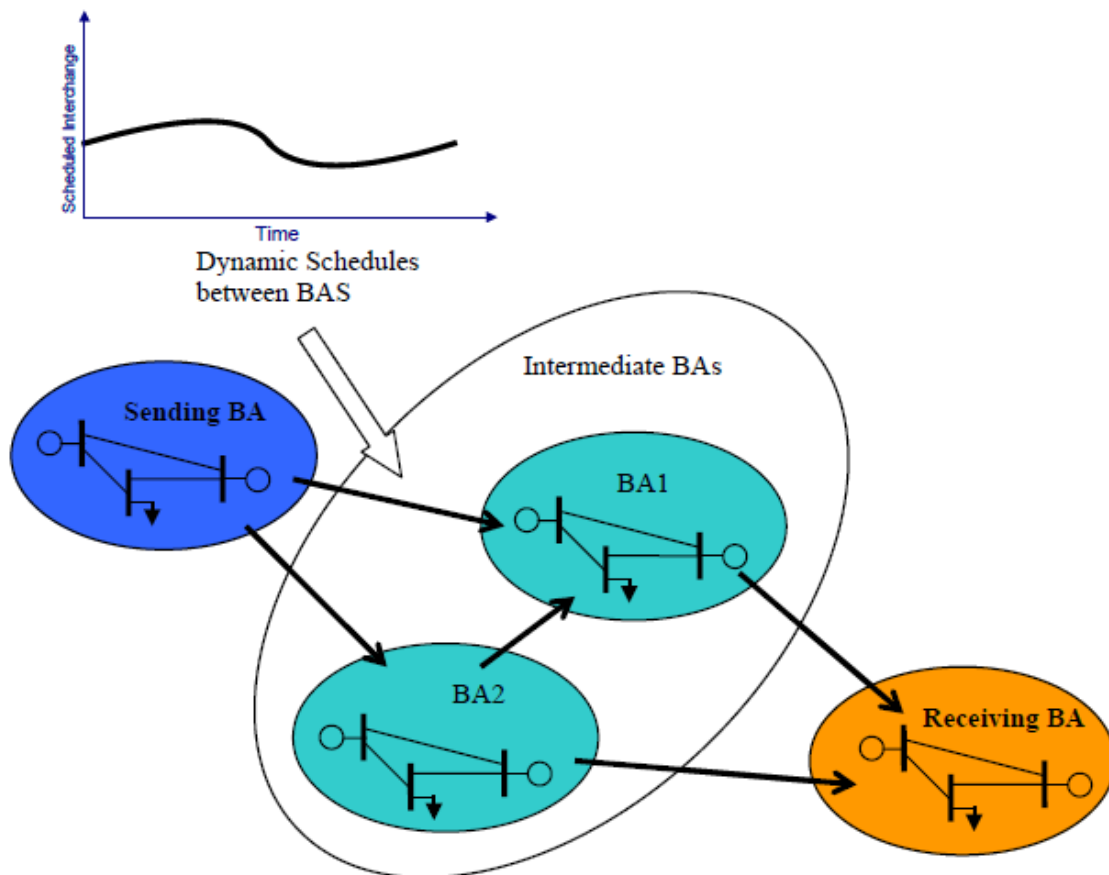 Scheduled Interchange
Time
Dynamic Schedules
between BAS
Intermediate BAs
Sending BA
BA1
BA2
Receiving BA